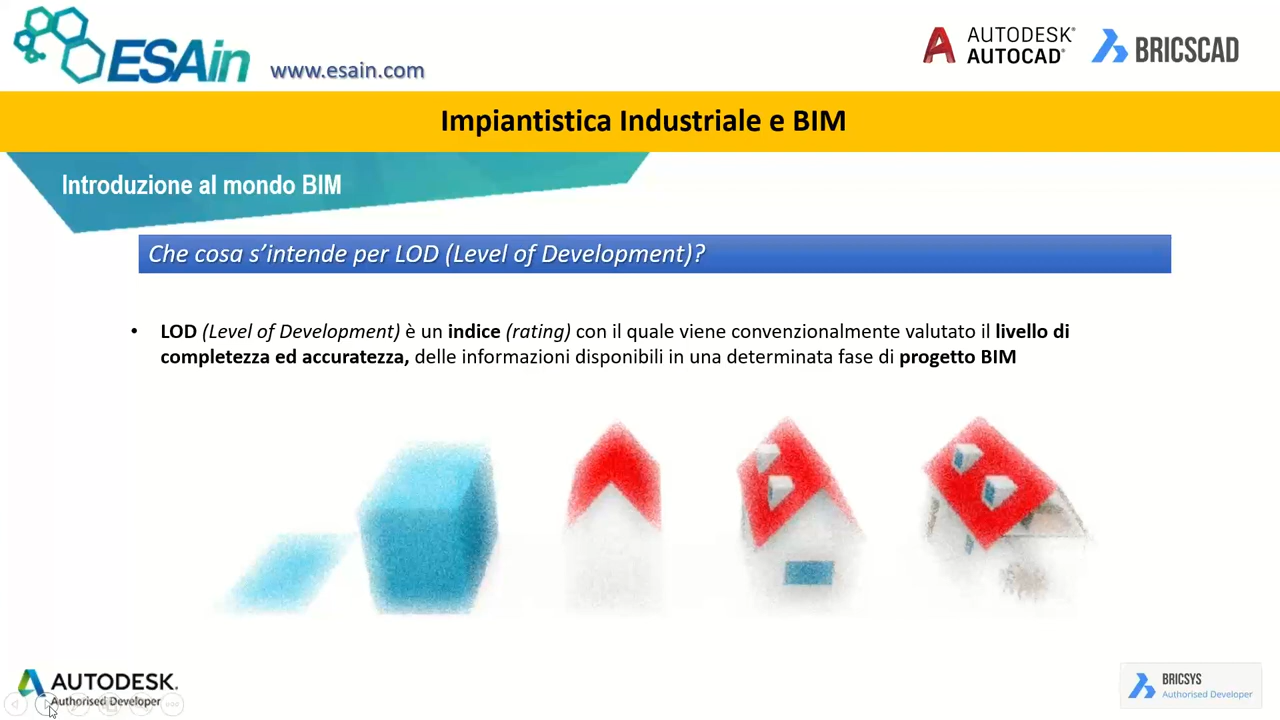 ESAin
www.esain.com
AUTODESK®
AUTOCAD®
BRICSCAD
Impiantistica Industriale e BIM
Introduzione al mondo BIM
Che cosa s’intende per LOD (Level of Development)?
• LOD (Level of Development) è un indice (rating) con il quale viene convenzionalmente valutato il livello di
completezza ed accuratezza, delle informazioni disponibili in una determinata fase di progetto BIM
AUTODESK.
Authorised Developer
BRICSYS
Authorised Developer